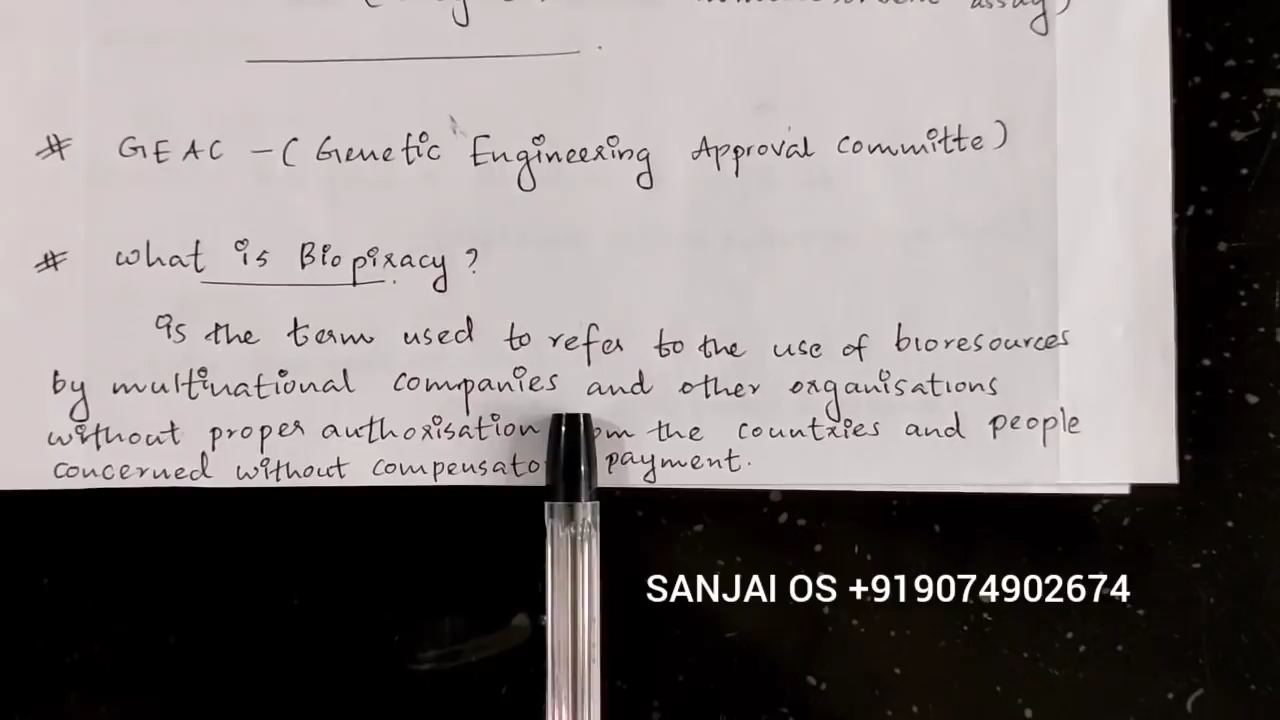 assay)
# GEAC - (Genetic Engineering Approval committe)
# what is Biopiracy?
is the term used to refer to the use of bioresources
by multinational companies and other organisations
without proper authorisation om the countries and people
concerned without compensato payment.
SANJAI OS +919074902674